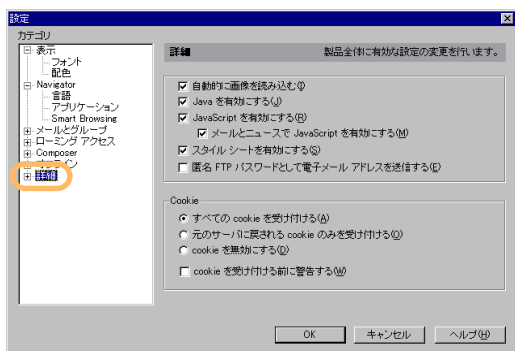 設定
カテゴリ
表示
フォント
配色
Navigator
言語
アプリケーション
Smart Browsing
メールとグループ
ローミング アクセス
Composer
オフライン
詳細
詳細 製品全体に有効な設定の変更を行います。
自動的に画像を読み込む(I)
Java を有効にする(J)
JavaScript を有効にする(R)
メールとニュースで JavaScript を有効にする(M)
スタイル シートを有効にする(S)
匿名 FTP パスワードとして電子メール アドレスを送信する(E)
Cookie
すべての cookie を受け付ける(A)
元のサーバに戻される cookie のみを受け付ける(O)
cookie を無効にする(D)
cookie を受け付ける前に警告する(W)
OK キャンセル ヘルプ(H)